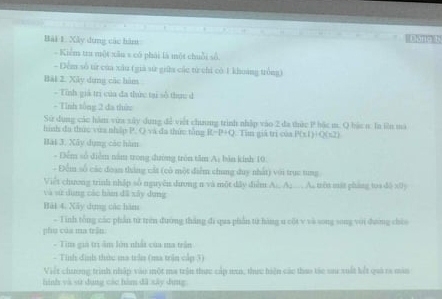 Bài 1. Xây dựng các hàm:
- Kiểm tra một xâu s có phải là một chuỗi số.
- Đếm số từ của xâu (giả sử giữa các từ chỉ có 1 khoảng trống)
Bài 2. Xây dựng các hàm:
- Tính giá trị của đa thức tại số thực d
- Tính tổng 2 đa thức
Sử dụng các hàm vừa xây dựng để viết chương trình nhập vào 2 đa thức P bậc m, Q bậc n. In lên mà
hình đa thức vừa nhập P, Q và đa thức tổng R=P+Q. Tìm giá trị của P(x1)+Q(x2).
Bài 3. Xây dựng các hàm:
- Đếm số điểm nằm trong đường tròn tâm A₁ bán kính 10.
- Đếm số các đoạn thẳng cắt (có một điểm chung duy nhất) với trục tung.
Viết chương trình nhập số nguyên dương n và một dãy điểm A₁, A₂, ... Aₙ trên mặt phẳng tọa độ
và sử dụng các hàm đã xây dựng.
Bài 4. Xây dựng các hàm:
- Tính tổng các phần tử trên đường thẳng đi qua phần tử hàng u cột v và song song với đường chéo
phụ của ma trận.
- Tìm giá trị âm lớn nhất của ma trận.
- Tính định thức ma trận (ma trận cấp 3)
Viết chương trình nhập vào một ma trận thực cấp mxn, thực hiện các thao tác sau xuất kết quả ra màn
hình và sử dụng các hàm đã xây dựng.